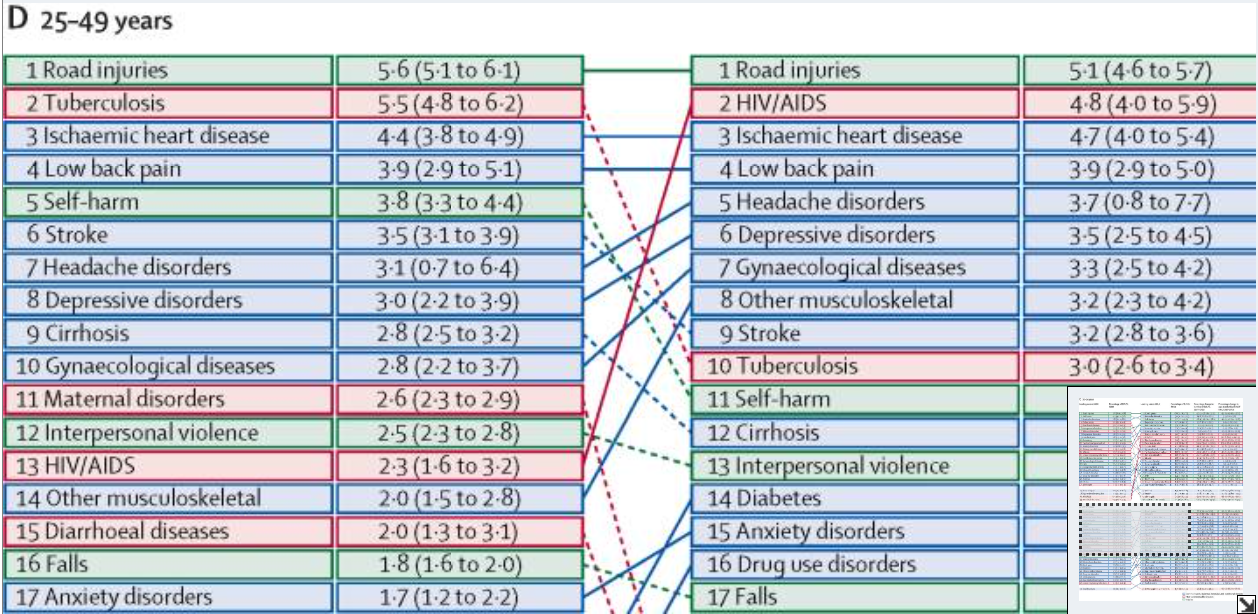 D 25–49 years
1 Road injuries 5·6 (5·1 to 6·1) 1 Road injuries 5·1 (4·6 to 5·7)
2 Tuberculosis 5·5 (4·8 to 6·2) 2 HIV/AIDS 4·8 (4·0 to 5·9)
3 Ischaemic heart disease 4·4 (3·8 to 4·9) 3 Ischaemic heart disease 4·7 (4·0 to 5·4)
4 Low back pain 3·9 (2·9 to 5·1) 4 Low back pain 3·9 (2·9 to 5·0)
5 Self-harm 3·8 (3·3 to 4·4) 5 Headache disorders 3·7 (0·8 to 7·7)
6 Stroke 3·5 (3·1 to 3·9) 6 Depressive disorders 3·5 (2·5 to 4·5)
7 Headache disorders 3·1 (0·7 to 6·4) 7 Gynaecological diseases 3·3 (2·5 to 4·2)
8 Depressive disorders 3·0 (2·2 to 3·9) 8 Other musculoskeletal 3·2 (2·3 to 4·2)
9 Cirrhosis 2·8 (2·5 to 3·2) 9 Stroke 3·2 (2·8 to 3·6)
10 Gynaecological diseases 2·8 (2·2 to 3·7) 10 Tuberculosis 3·0 (2·6 to 3·4)
11 Maternal disorders 2·6 (2·3 to 2·9) 11 Self-harm
12 Interpersonal violence 2·5 (2·3 to 2·8) 12 Cirrhosis
13 HIV/AIDS 2·3 (1·6 to 3·2) 13 Interpersonal violence
14 Other musculoskeletal 2·0 (1·5 to 2·8) 14 Diabetes
15 Diarrhoeal diseases 2·0 (1·3 to 3·1) 15 Anxiety disorders
16 Falls 1·8 (1·6 to 2·0) 16 Drug use disorders
17 Anxiety disorders 1·7 (1·2 to 2·2) 17 Falls